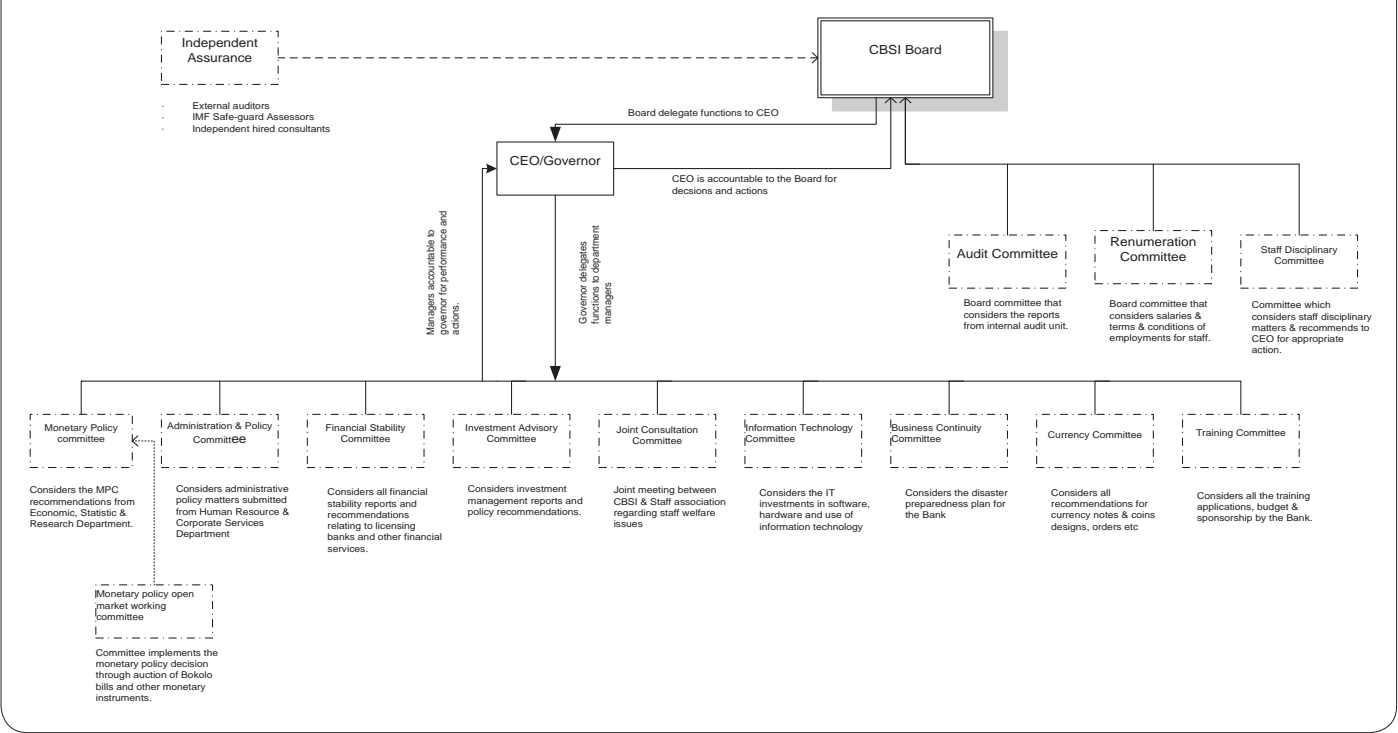 Independent
Assurance
CBSI Board
· External auditors
· IMF Safe-guard Assessors
· Independent hired consultants
Board delegate functions to CEO
CEO/Governor
CEO is accountable to the Board for
decsions and actions
Managers accountable to
governor for performance and
actions.
Governor delegates
functions to department
managers
Audit Committee
Board committee that
considers the reports
from internal audit unit.
Renumeration
Committee
Board committee that
considers salaries &
terms & conditions of
employments for staff.
Staff Disciplinary
Committee
Committee which
considers staff disciplinary
matters & recommends to
CEO for appropriate
action.
Monetary Policy
committee
Considers the MPC
recomendations from
Economic, Statistic &
Research Department.
Administration & Policy
Committee
Considers administrative
policy matters submitted
from Human Resource &
Corporate Services
Department
Financial Stability
Committee
Considers all financial
stability reports and
recommendations
relating to licensing
banks and other financial
services.
Investment Advisory
Committee
Considers investment
management reports and
policy recommendations.
Joint Consultation
Committee
Joint meeting between
CBSI & Staff association
regarding staff welfare
issues
Information Technology
Committee
Considers the IT
investments in software,
hardware and use of
information technology
Business Continuity
Committee
Considers the disaster
preparedness plan for
the Bank
Currency Committee
Considers all
recommendations for
currency notes & coins
designs, orders etc
Training Committee
Considers all the training
applications, budget &
sponsorship by the Bank.
Monetary policy open
market working
committee
Committee implements the
monetary policy decision
through auction of Bokolo
bills and other monetary
instruments.